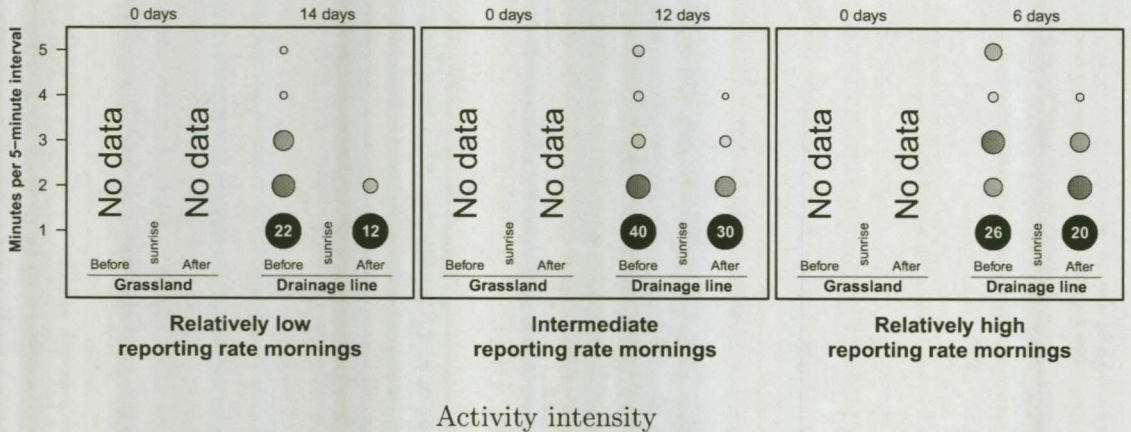 0 days 14 days 0 days 12 days 0 days 6 days
Minutes per 5-minute interval
5
4
3
2
1
No data No data No data No data No data No data
22 12 40 30 26 20
sunrise sunrise sunrise sunrise sunrise sunrise
Before After Before After Before After Before After Before After Before After
Grassland Drainage line Grassland Drainage line Grassland Drainage line
Relatively low
reporting rate mornings
Intermediate
reporting rate mornings
Relatively high
reporting rate mornings
Activity intensity